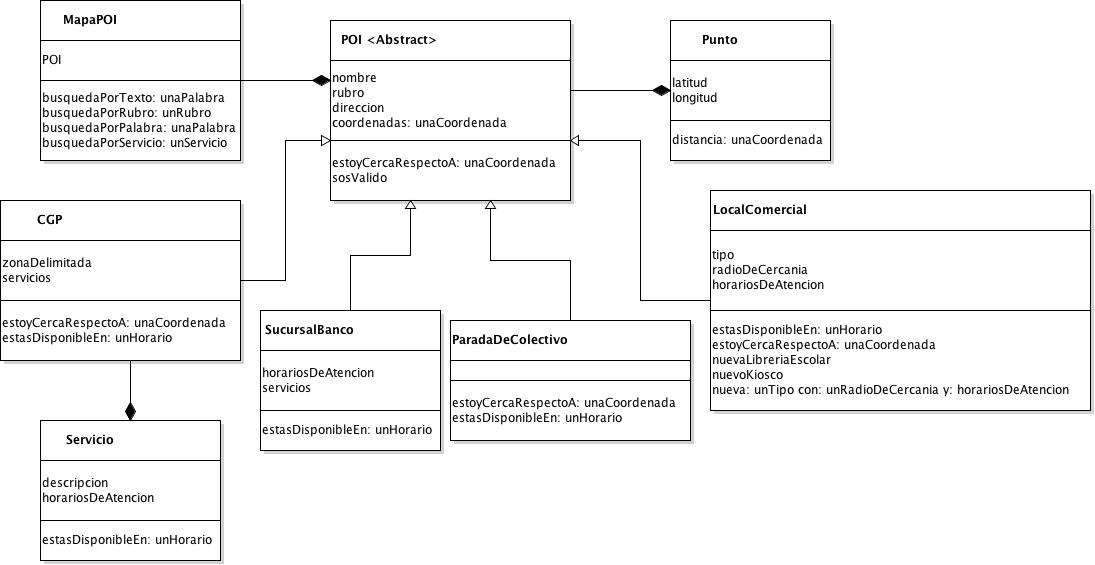 MapaPOI
POI
busquedaPorTexto: unaPalabra
busquedaPorRubro: unRubro
busquedaPorPalabra: unaPalabra
busquedaPorServicio: unServicio
POI <Abstract>
nombre
rubro
direccion
coordenadas: unaCoordenada
estoyCercaRespectoA: unaCoordenada
sosValido
Punto
latitud
longitud
distancia: unaCoordenada
CGP
zonaDelimitada
servicios
estoyCercaRespectoA: unaCoordenada
estasDisponibleEn: unHorario
LocalComercial
tipo
radioDeCercania
horariosDeAtencion
estasDisponibleEn: unHorario
estoyCercaRespectoA: unaCoordenada
nuevaLibreriaEscolar
nuevoKiosco
nueva: unTipo con: unRadioDeCercania y: horariosDeAtencion
SucursalBanco
horariosDeAtencion
servicios
estasDisponibleEn: unHorario
ParadaDeColectivo
estoyCercaRespectoA: unaCoordenada
estasDisponibleEn: unHorario
Servicio
descripcion
horariosDeAtencion
estasDisponibleEn: unHorario